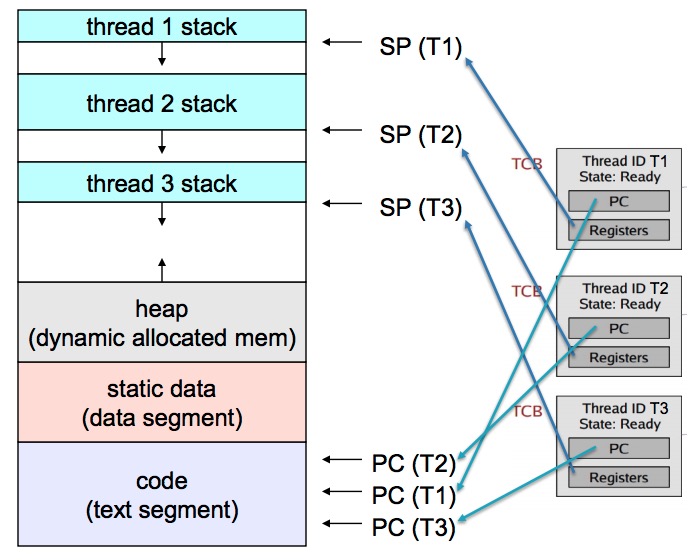 thread 1 stack
SP (T1)
thread 2 stack
SP (T2)
thread 3 stack
SP (T3)
heap
(dynamic allocated mem)
static data
(data segment)
code
(text segment)
PC (T2)
PC (T1)
PC (T3)
TCB
Thread ID T1
State: Ready
PC
Registers
TCB
Thread ID T2
State: Ready
PC
Registers
TCB
Thread ID T3
State: Ready
PC
Registers